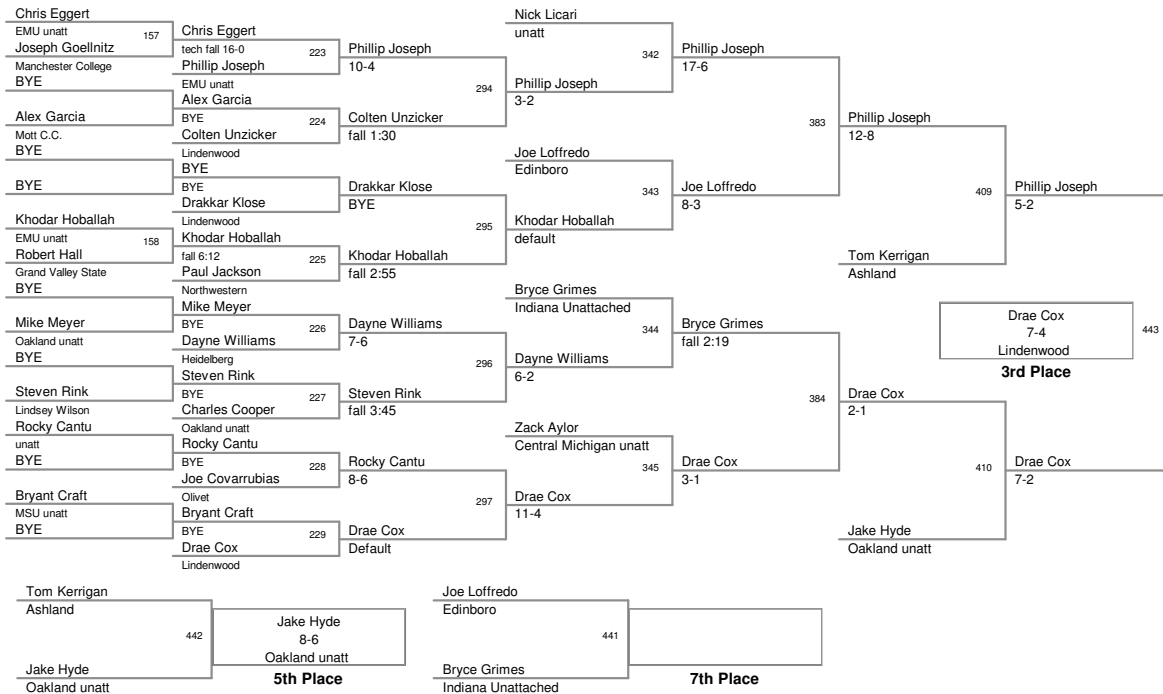 Chris Eggert
EMU unatt
157
Joseph Goellnitz
Manchester College
BYE
Alex Garcia
Mott C.C.
BYE
BYE
Khodar Hoballah
EMU unatt
158
Robert Hall
Grand Valley State
BYE
Mike Meyer
Oakland unatt
BYE
Steven Rink
Lindsey Wilson
Rocky Cantu
unatt
BYE
Bryant Craft
MSU unatt
BYE
Chris Eggert
tech fall 16-0
223
Phillip Joseph
EMU unatt
Alex Garcia
BYE
224
Colten Unzicker
Lindenwood
BYE
BYE
Drakkar Klose
Lindenwood
Khodar Hoballah
fall 6:12
225
Paul Jackson
Northwestern
Mike Meyer
BYE
226
Dayne Williams
Heidelberg
Steven Rink
BYE
227
Charles Cooper
Oakland unatt
Rocky Cantu
BYE
228
Joe Covarrubias
Olivet
Bryant Craft
BYE
229
Drae Cox
Lindenwood
Phillip Joseph
10-4
294
Colten Unzicker
fall 1:30
Drakkar Klose
BYE
295
Khodar Hoballah
fall 2:55
Dayne Williams
7-6
296
Steven Rink
fall 3:45
Rocky Cantu
8-6
297
Drae Cox
Default
Nick Licari
unatt
342
Phillip Joseph
3-2
Joe Loffredo
Edinboro
343
Khodar Hoballah
default
Bryce Grimes
Indiana Unattached
344
Dayne Williams
6-2
Zack Aylor
Central Michigan unatt
345
Drae Cox
11-4
Phillip Joseph
17-6
383
Joe Loffredo
8-3
Bryce Grimes
fall 2:19
384
Drae Cox
3-1
Phillip Joseph
12-8
409
Tom Kerrigan
Ashland
Drae Cox
2-1
410
Jake Hyde
Oakland unatt
Phillip Joseph
5-2
Drae Cox
7-4
Lindenwood
443
3rd Place
Drae Cox
7-2
Tom Kerrigan
Ashland
442
Jake Hyde
Oakland unatt
Jake Hyde
8-6
Oakland unatt
5th Place
Joe Loffredo
Edinboro
441
Bryce Grimes
Indiana Unattached
7th Place